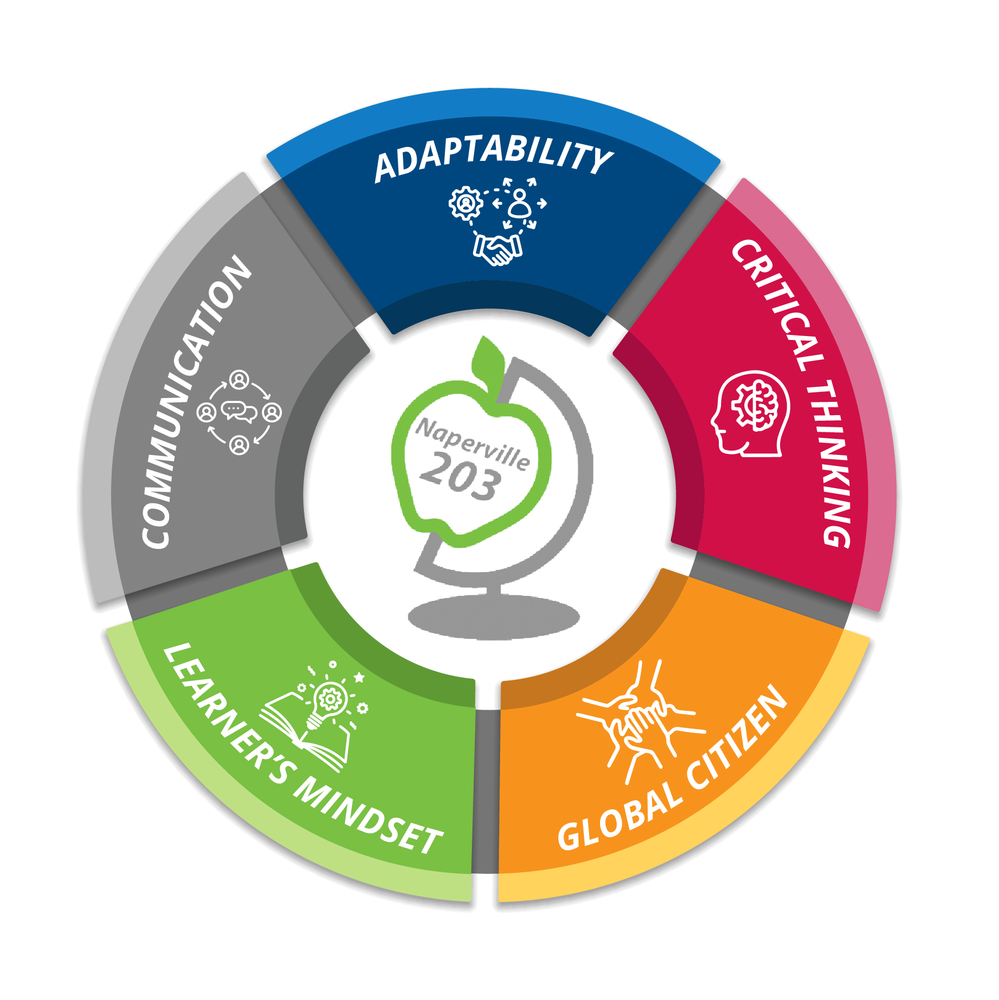 ADAPTABILITY
CRITICAL THINKING
GLOBAL CITIZEN
LEARNER'S MINDSET
COMMUNICATION
Naperville
203